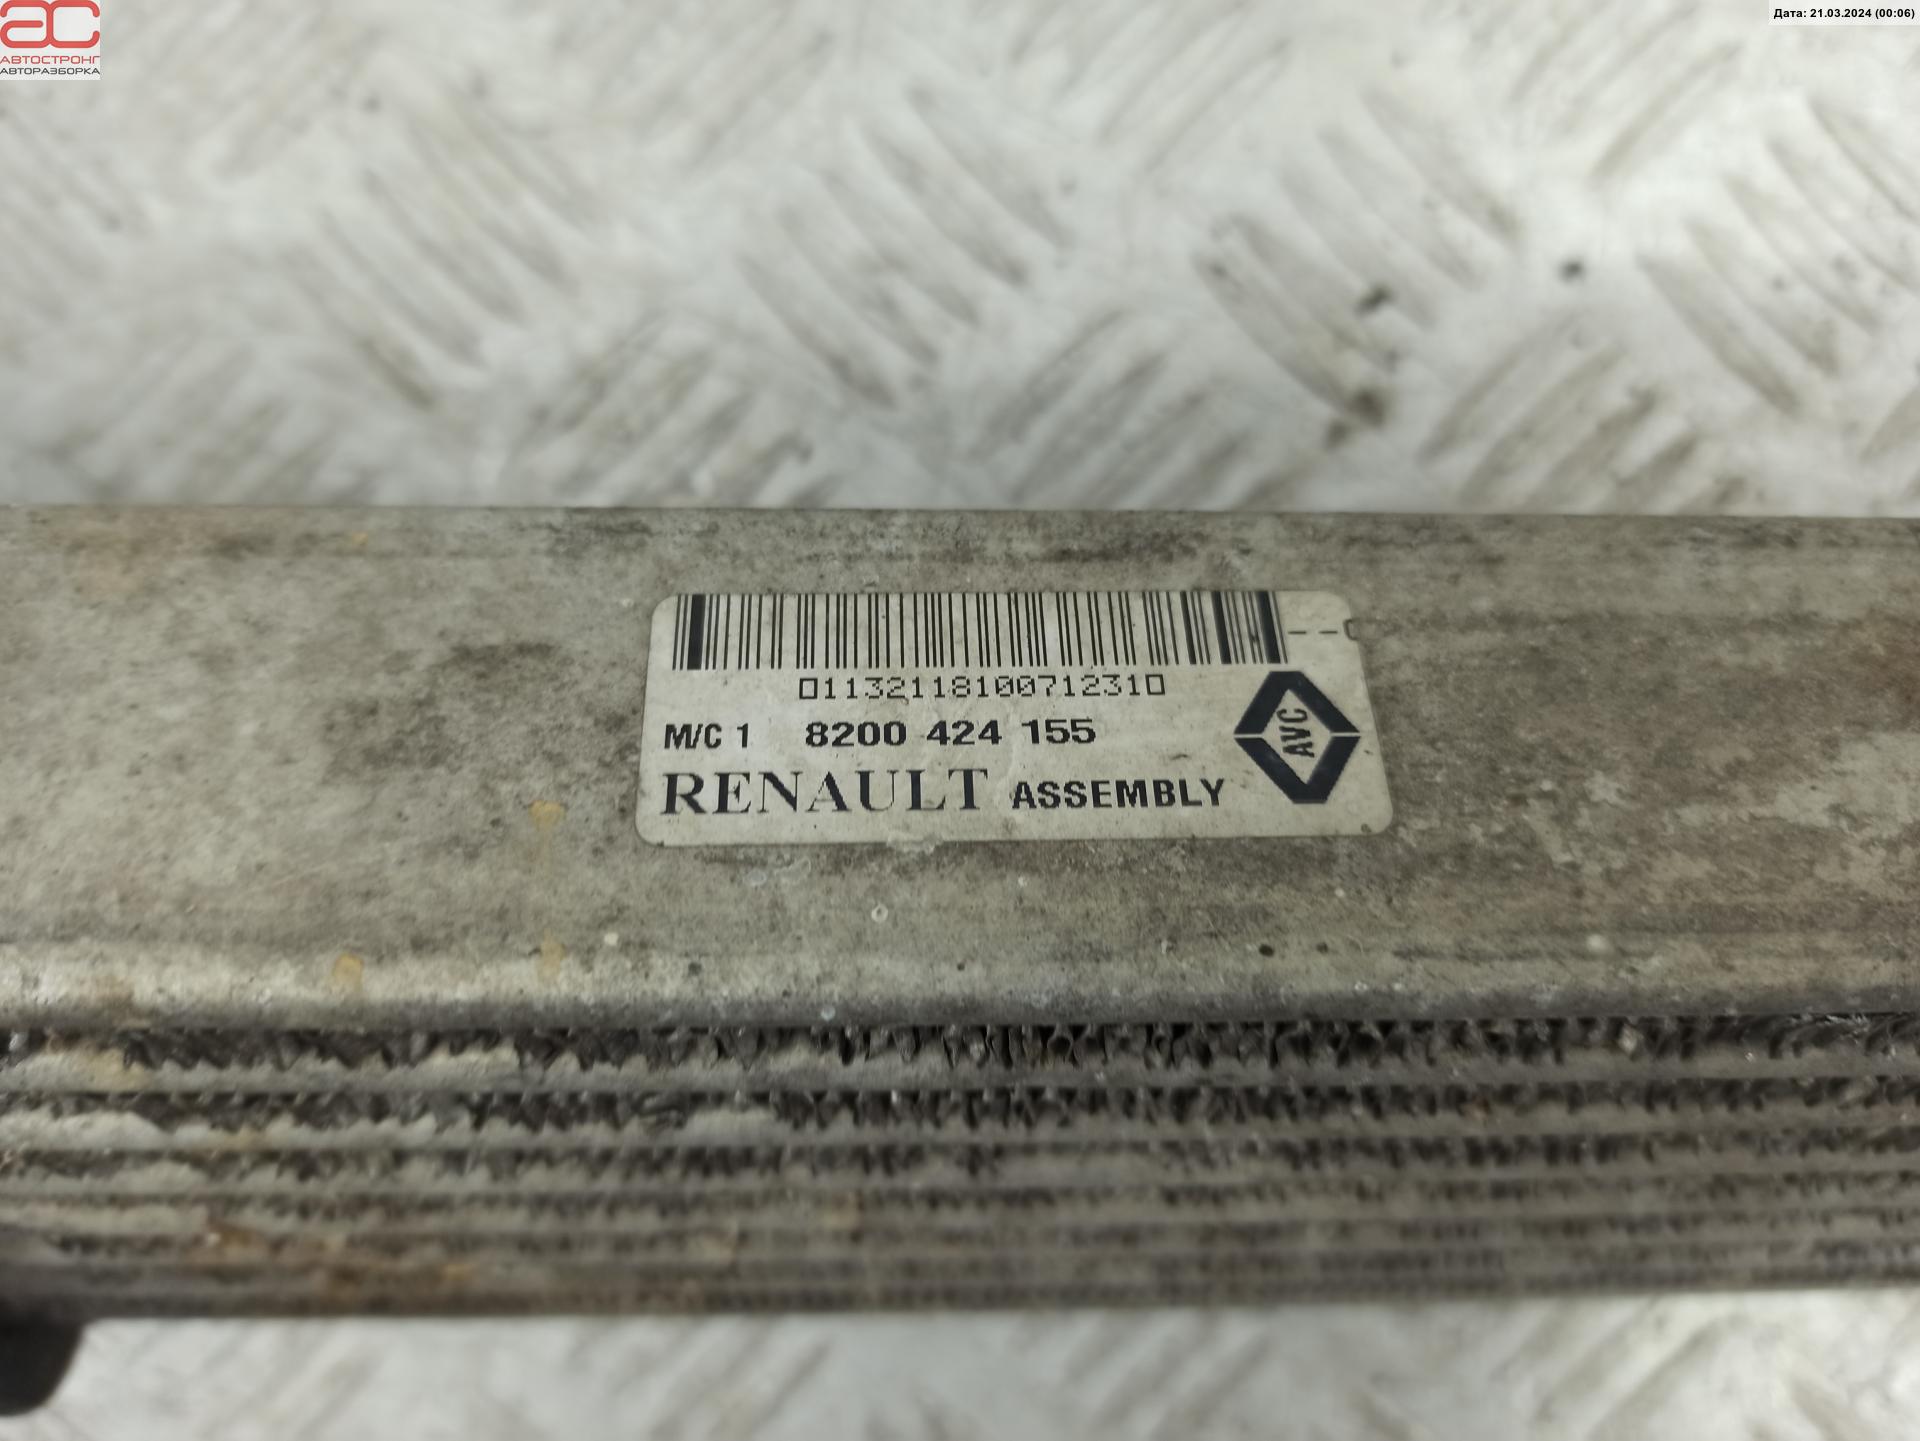 ac
АВТОСТРОНГ
АВТОРАЗБОРКА
Дата: 21.03.2024 (00:06)
0113211810071231
M/C 1 8200 424 155
RENAULT ASSEMBLY
AVC